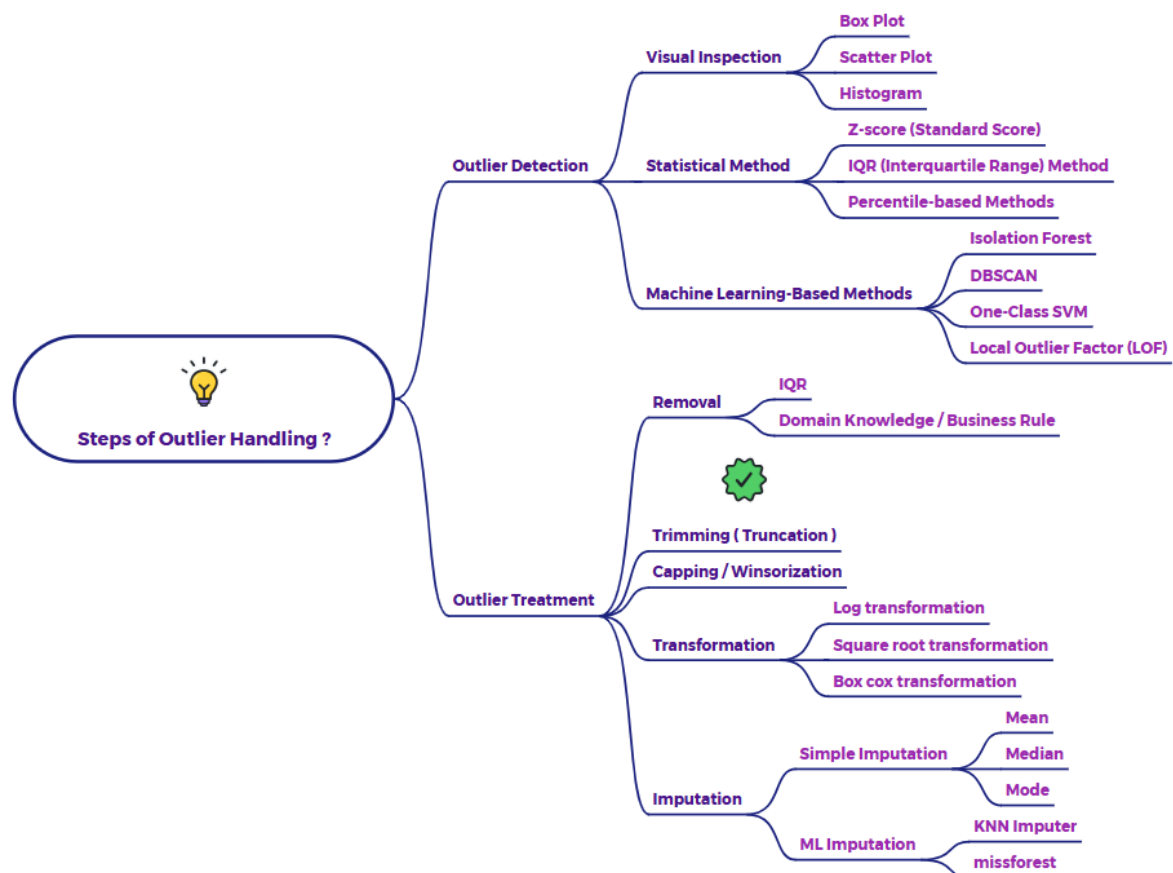 Steps of Outlier Handling ?
Outlier Detection
Visual Inspection
Box Plot
Scatter Plot
Histogram
Statistical Method
Z-score (Standard Score)
IQR (Interquartile Range) Method
Percentile-based Methods
Machine Learning-Based Methods
Isolation Forest
DBSCAN
One-Class SVM
Local Outlier Factor (LOF)
Outlier Treatment
Removal
IQR
Domain Knowledge / Business Rule
Trimming ( Truncation )
Capping / Winsorization
Transformation
Log transformation
Square root transformation
Box cox transformation
Imputation
Simple Imputation
Mean
Median
Mode
ML Imputation
KNN Imputer
missforest